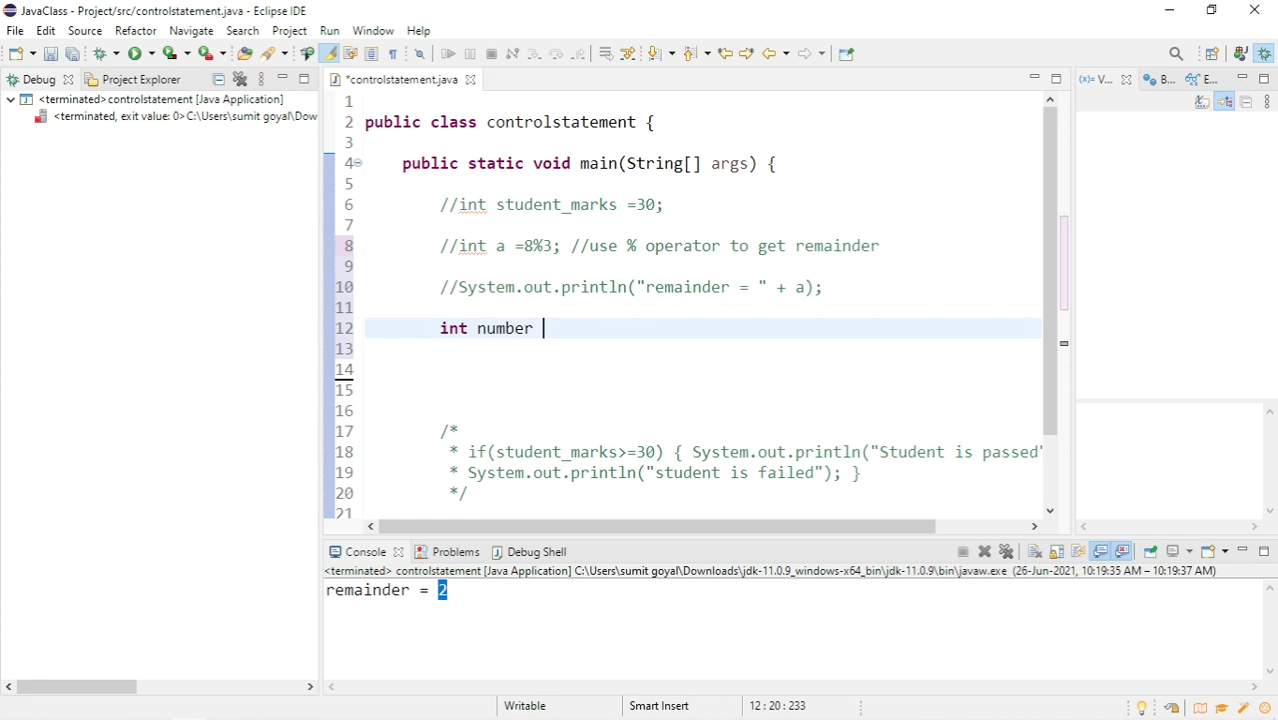 JavaClass - Project/src/controlstatement.java - Eclipse IDE
File Edit Source Refactor Navigate Search Project Run Window Help
Debug Project Explorer
*controlstatement.java
V... B... E...
<terminated> controlstatement [Java Application]
<terminated, exit value: 0>C:\Users\sumit goyal\Dow
1
2 public class controlstatement {
3
4 public static void main(String[] args) {
5
6 //int student_marks =30;
7
8 //int a =8%3; //use % operator to get remainder
9
10 //System.out.println("remainder = " + a);
11
12 int number
13
14
15
16
17 /*
18 * if(student_marks>=30) { System.out.println("Student is passed"
19 * System.out.println("student is failed"); }
20 */
21
Console Problems Debug Shell
<terminated> controlstatement [Java Application] C:\Users\sumit goyal\Downloads\jdk-11.0.9_windows-x64_bin\jdk-11.0.9\bin\javaw.exe (26-Jun-2021, 10:19:35 AM – 10:19:37 AM)
remainder = 2
Writable Smart Insert 12 : 20 : 233